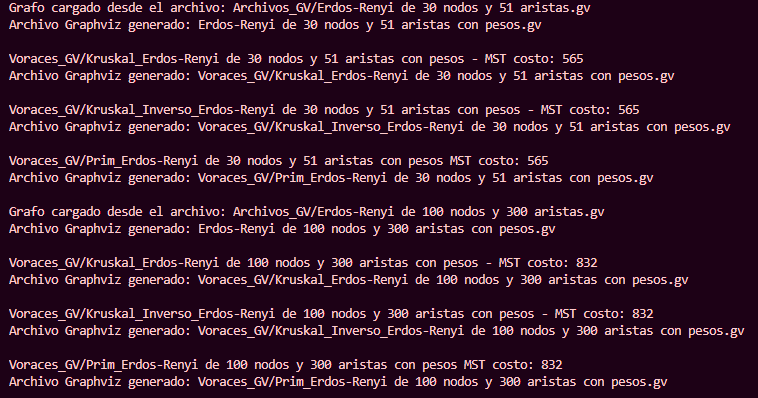 Grafo cargado desde el archivo: Archivos_GV/Erdos-Renyi de 30 nodos y 51 aristas.gv
Archivo Graphviz generado: Erdos-Renyi de 30 nodos y 51 aristas con pesos.gv
Voraces_GV/Kruskal_Erdos-Renyi de 30 nodos y 51 aristas con pesos - MST costo: 565
Archivo Graphviz generado: Voraces_GV/Kruskal_Erdos-Renyi de 30 nodos y 51 aristas con pesos.gv
Voraces_GV/Kruskal_Inverso_Erdos-Renyi de 30 nodos y 51 aristas con pesos - MST costo: 565
Archivo Graphviz generado: Voraces_GV/Kruskal_Inverso_Erdos-Renyi de 30 nodos y 51 aristas con pesos.gv
Voraces_GV/Prim_Erdos-Renyi de 30 nodos y 51 aristas con pesos MST costo: 565
Archivo Graphviz generado: Voraces_GV/Prim_Erdos-Renyi de 30 nodos y 51 aristas con pesos.gv
Grafo cargado desde el archivo: Archivos_GV/Erdos-Renyi de 100 nodos y 300 aristas.gv
Archivo Graphviz generado: Erdos-Renyi de 100 nodos y 300 aristas con pesos.gv
Voraces_GV/Kruskal_Erdos-Renyi de 100 nodos y 300 aristas con pesos - MST costo: 832
Archivo Graphviz generado: Voraces_GV/Kruskal_Erdos-Renyi de 100 nodos y 300 aristas con pesos.gv
Voraces_GV/Kruskal_Inverso_Erdos-Renyi de 100 nodos y 300 aristas con pesos - MST costo: 832
Archivo Graphviz generado: Voraces_GV/Kruskal_Inverso_Erdos-Renyi de 100 nodos y 300 aristas con pesos.gv
Voraces_GV/Prim_Erdos-Renyi de 100 nodos y 300 aristas con pesos MST costo: 832
Archivo Graphviz generado: Voraces_GV/Prim_Erdos-Renyi de 100 nodos y 300 aristas con pesos.gv